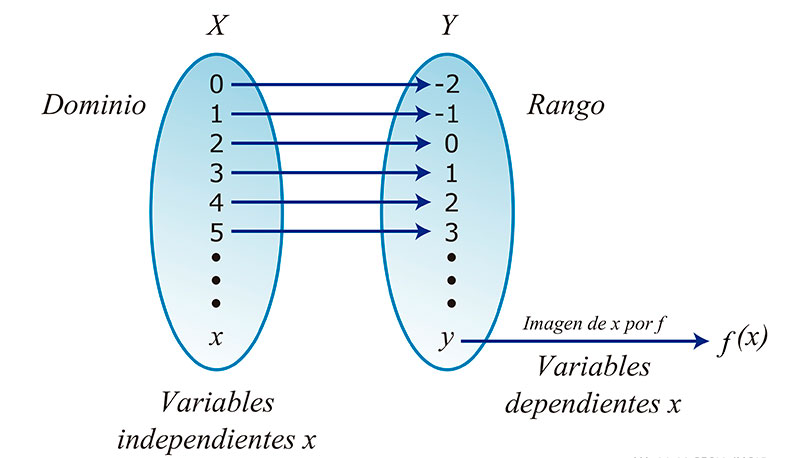 X Y
Dominio
Rango
0 -2
1 -1
2 0
3 1
4 2
5 3
x y
Imagen de x por f
f(x)
Variables
independientes x
Variables
dependientes x